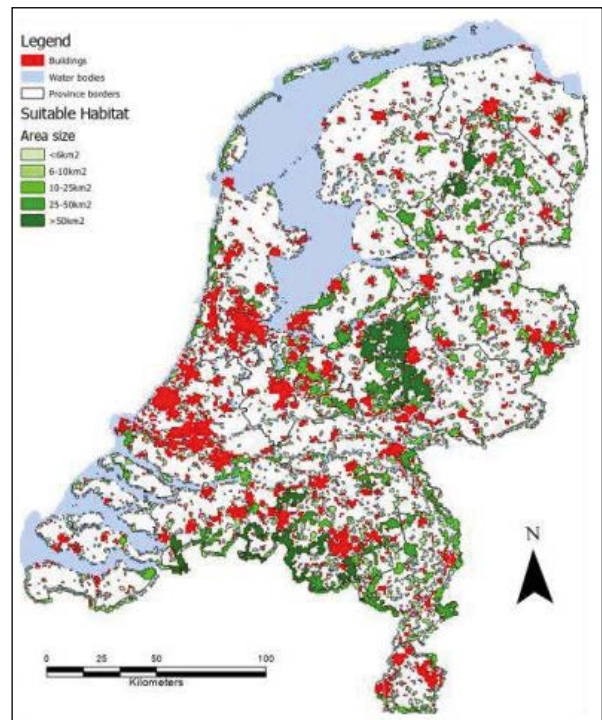 Legend
Buildings
Water bodies
Province borders
Suitable Habitat
Area size
<6km2
6-10km2
10-25km2
25-50km2
>50km2
N
0 50 100
Kilometers